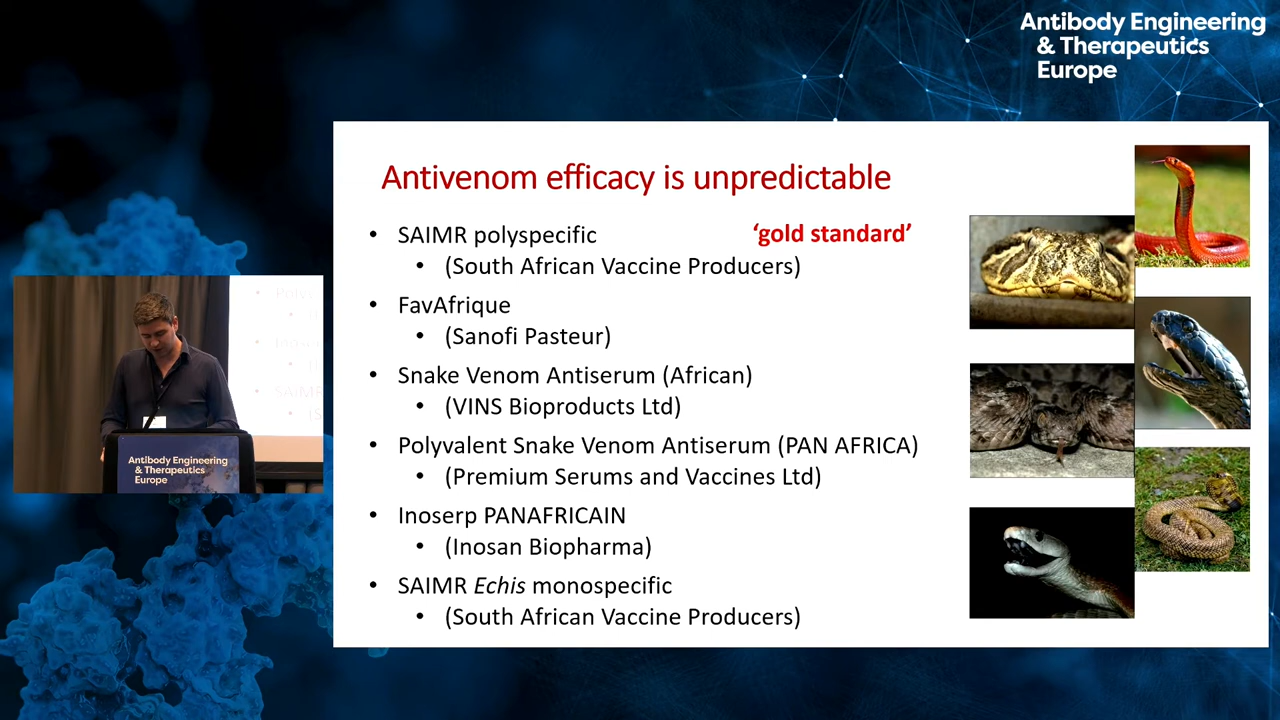 Antibody Engineering
& Therapeutics
Europe
Antivenom efficacy is unpredictable
• SAIMR polyspecific
'gold standard'
• (South African Vaccine Producers)
• FavAfrique
• (Sanofi Pasteur)
• Snake Venom Antiserum (African)
• (VINS Bioproducts Ltd)
• Polyvalent Snake Venom Antiserum (PAN AFRICA)
• (Premium Serums and Vaccines Ltd)
• Inoserp PANAFRICAIN
• (Inosan Biopharma)
• SAIMR Echis monospecific
• (South African Vaccine Producers)
Antibody Engineering
& Therapeutics
Europe